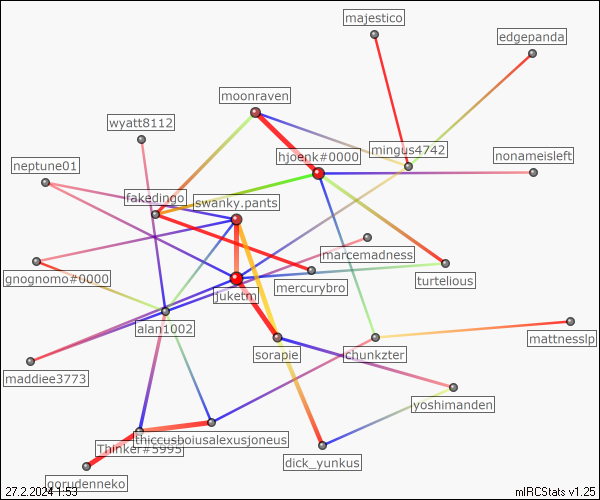 majestico
edgepanda
moonraven
wyatt8112
mingus4742
hjoenk#0000
nonameisleft
neptune01
fakedingo
swanky.pants
marcemadness
gnognomo#0000
mercurybro
turtelious
juketm
alan1002
mattnesslp
sorapie
chunkzter
maddiee3773
yoshimanden
thiccusboiusalexusjoneus
Thinker#5995
dick_yunkus
gorudenneko
27.2.2024 1:53
mIRCStats v1.25